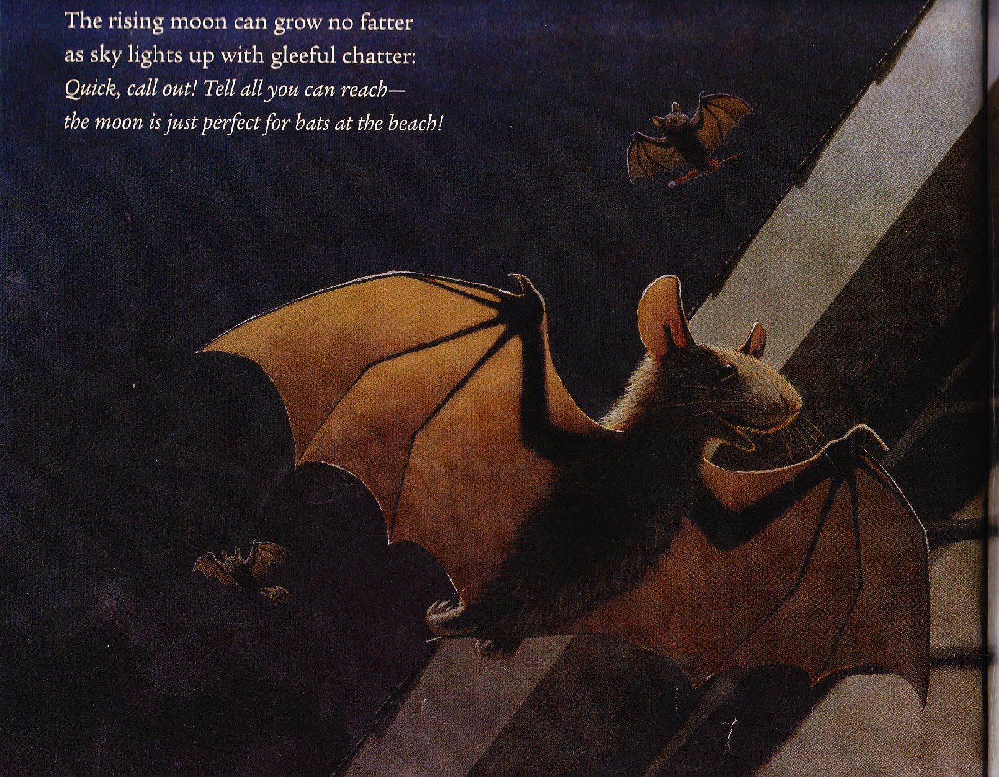 The rising moon can grow no fatter
as sky lights up with gleeful chatter:
Quick, call out! Tell all you can reach—
the moon is just perfect for bats at the beach!